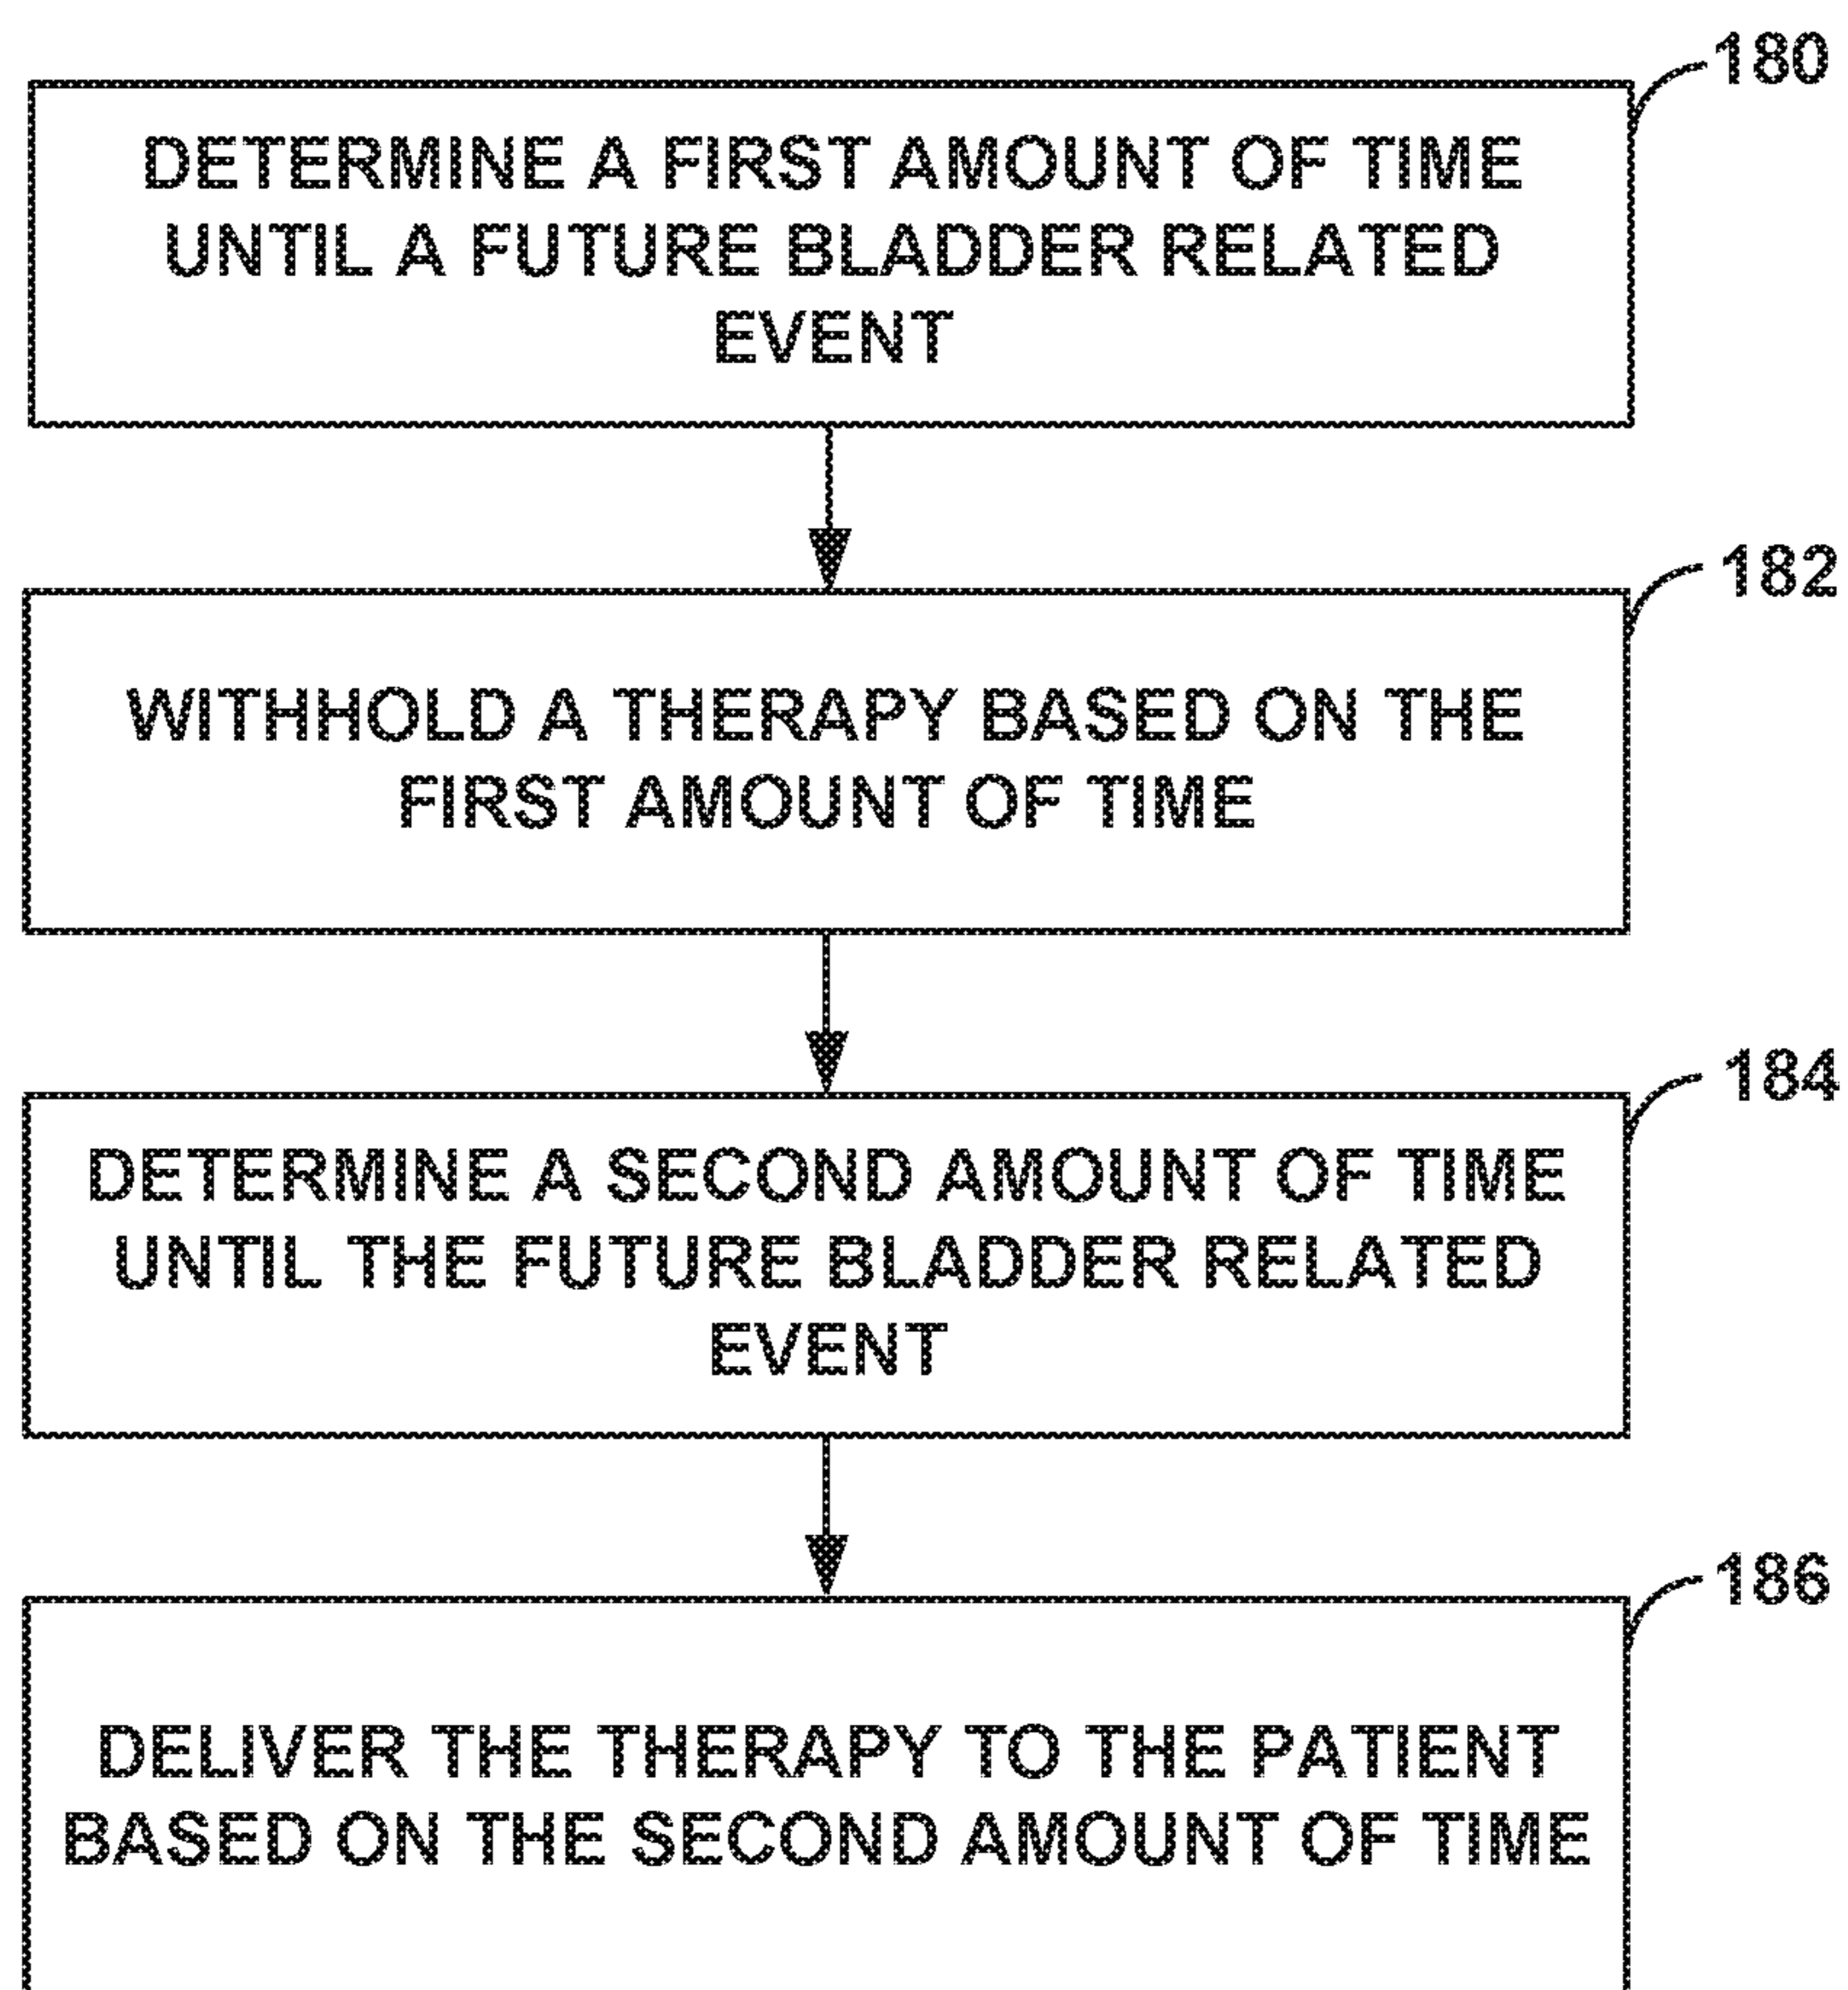 180
DETERMINE A FIRST AMOUNT OF TIME
UNTIL A FUTURE BLADDER RELATED
EVENT
182
WITHHOLD A THERAPY BASED ON THE
FIRST AMOUNT OF TIME
184
DETERMINE A SECOND AMOUNT OF TIME
UNTIL THE FUTURE BLADDER RELATED
EVENT
186
DELIVER THE THERAPY TO THE PATIENT
BASED ON THE SECOND AMOUNT OF TIME